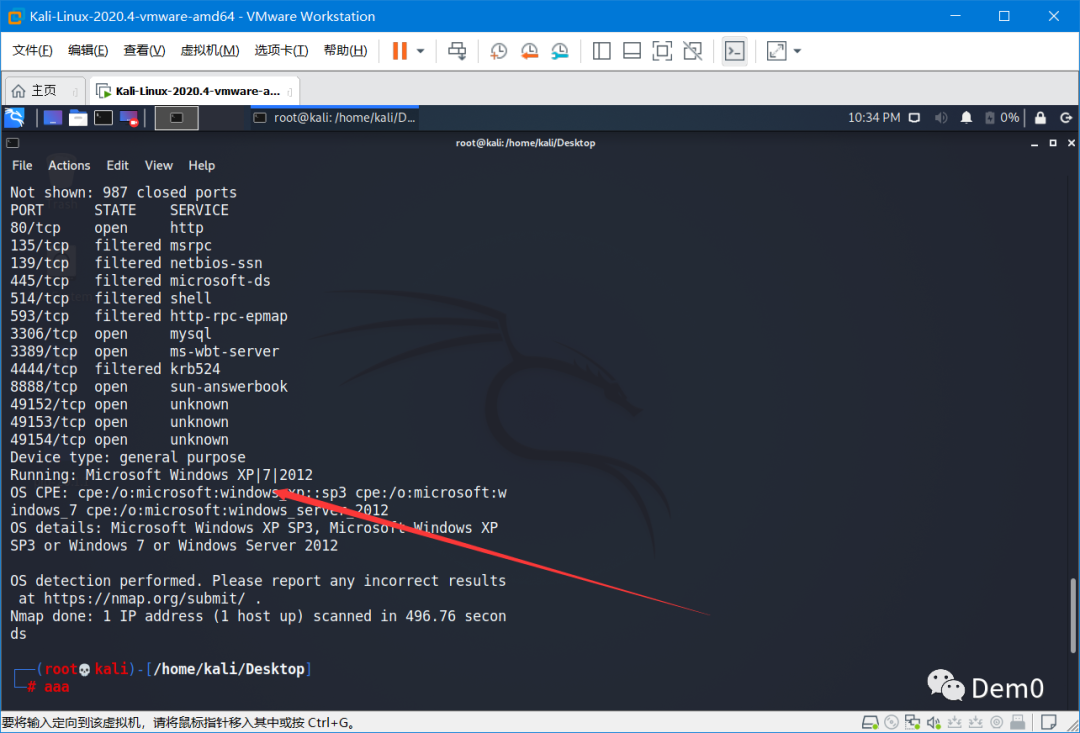 Kali-Linux-2020.4-vmware-amd64 - VMware Workstation
文件(F) 编辑(E) 查看(V) 虚拟机(M) 选项卡(T) 帮助(H)
主页 Kali-Linux-2020.4-vmware-a...
root@kali: /home/kali/D... 10:34 PM 0%
root@kali:/home/kali/Desktop
File Actions Edit View Help
Not shown: 987 closed ports
PORT STATE SERVICE
80/tcp open http
135/tcp filtered msrpc
139/tcp filtered netbios-ssn
445/tcp filtered microsoft-ds
514/tcp filtered shell
593/tcp filtered http-rpc-epmap
3306/tcp open mysql
3389/tcp open ms-wbt-server
4444/tcp filtered krb524
8888/tcp open sun-answerbook
49152/tcp open unknown
49153/tcp open unknown
49154/tcp open unknown
Device type: general purpose
Running: Microsoft Windows XP|7|2012
OS CPE: cpe:/o:microsoft:windows_xp::sp3 cpe:/o:microsoft:w
indows_7 cpe:/o:microsoft:windows_server_2012
OS details: Microsoft Windows XP SP3, Microsoft Windows XP
SP3 or Windows 7 or Windows Server 2012
OS detection performed. Please report any incorrect results
at https://nmap.org/submit/ .
Nmap done: 1 IP address (1 host up) scanned in 496.76 secon
ds
(root💀kali)-[/home/kali/Desktop]
# aaa
Dem0
要将输入定向到该虚拟机，请将鼠标指针移入其中或按 Ctrl+G。